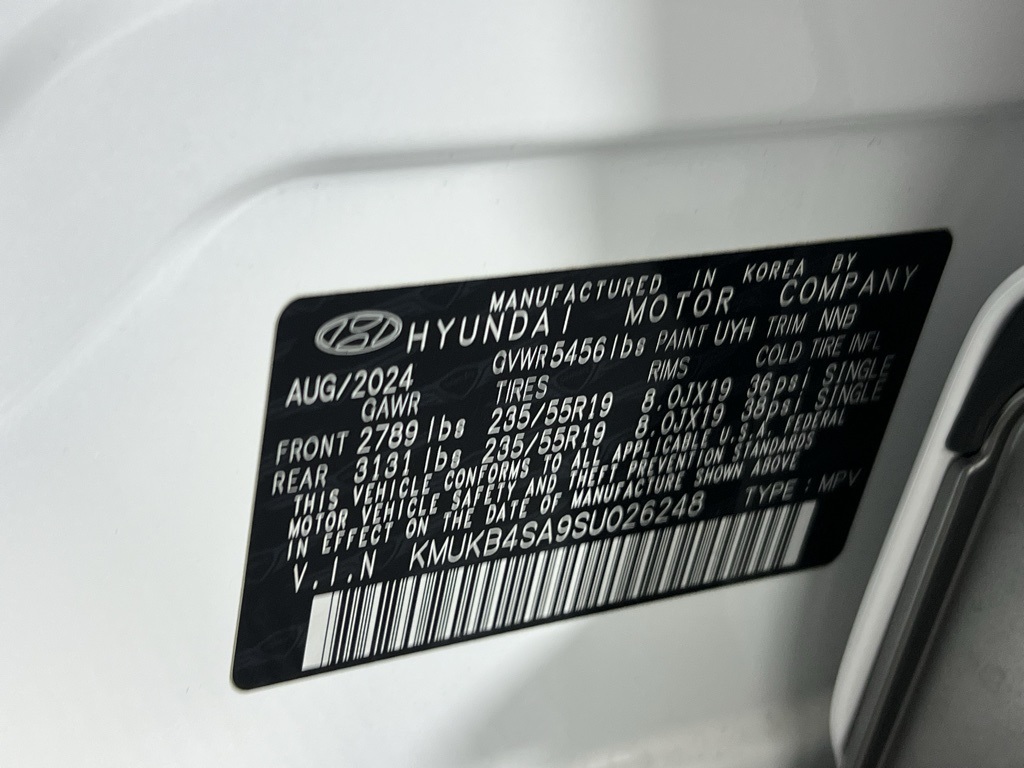 MANUFACTURED IN KOREA BY
HYUNDAI MOTOR COMPANY
AUG/2024 GVWR 5456 lbs PAINT UYH TRIM NNB
GAWR TIRES RIMS COLD TIRE INFL
FRONT 2789 lbs 235/55R19 8.0JX19 36psi SINGLE
REAR 3131 lbs 235/55R19 8.0JX19 38psi SINGLE
THIS VEHICLE CONFORMS TO ALL APPLICABLE U.S.A. FEDERAL
MOTOR VEHICLE SAFETY AND THEFT PREVENTION STANDARDS
IN EFFECT ON THE DATE OF MANUFACTURE SHOWN ABOVE
V.I.N KMUKB4SA9SU026248 TYPE : MPV